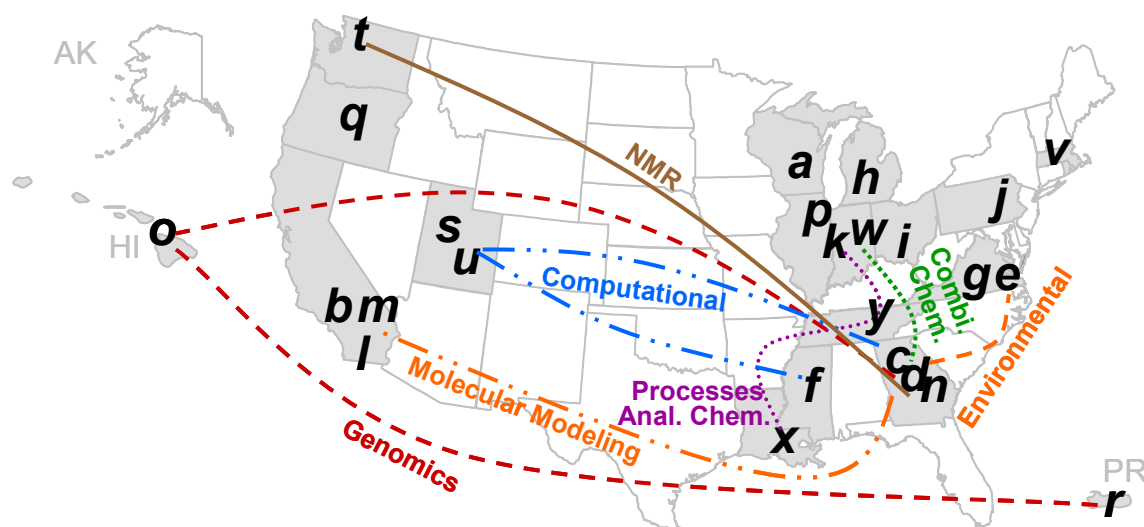 t
AK
q
NMR
a
v
h
j
p
o
s
k
w
i
HI
u
Computational
Combi.
Chem.
g
e
b
m
y
Environmental
l
c
d
n
Molecular Modeling
f
Processes
Anal. Chem.
x
Genomics
PR
r